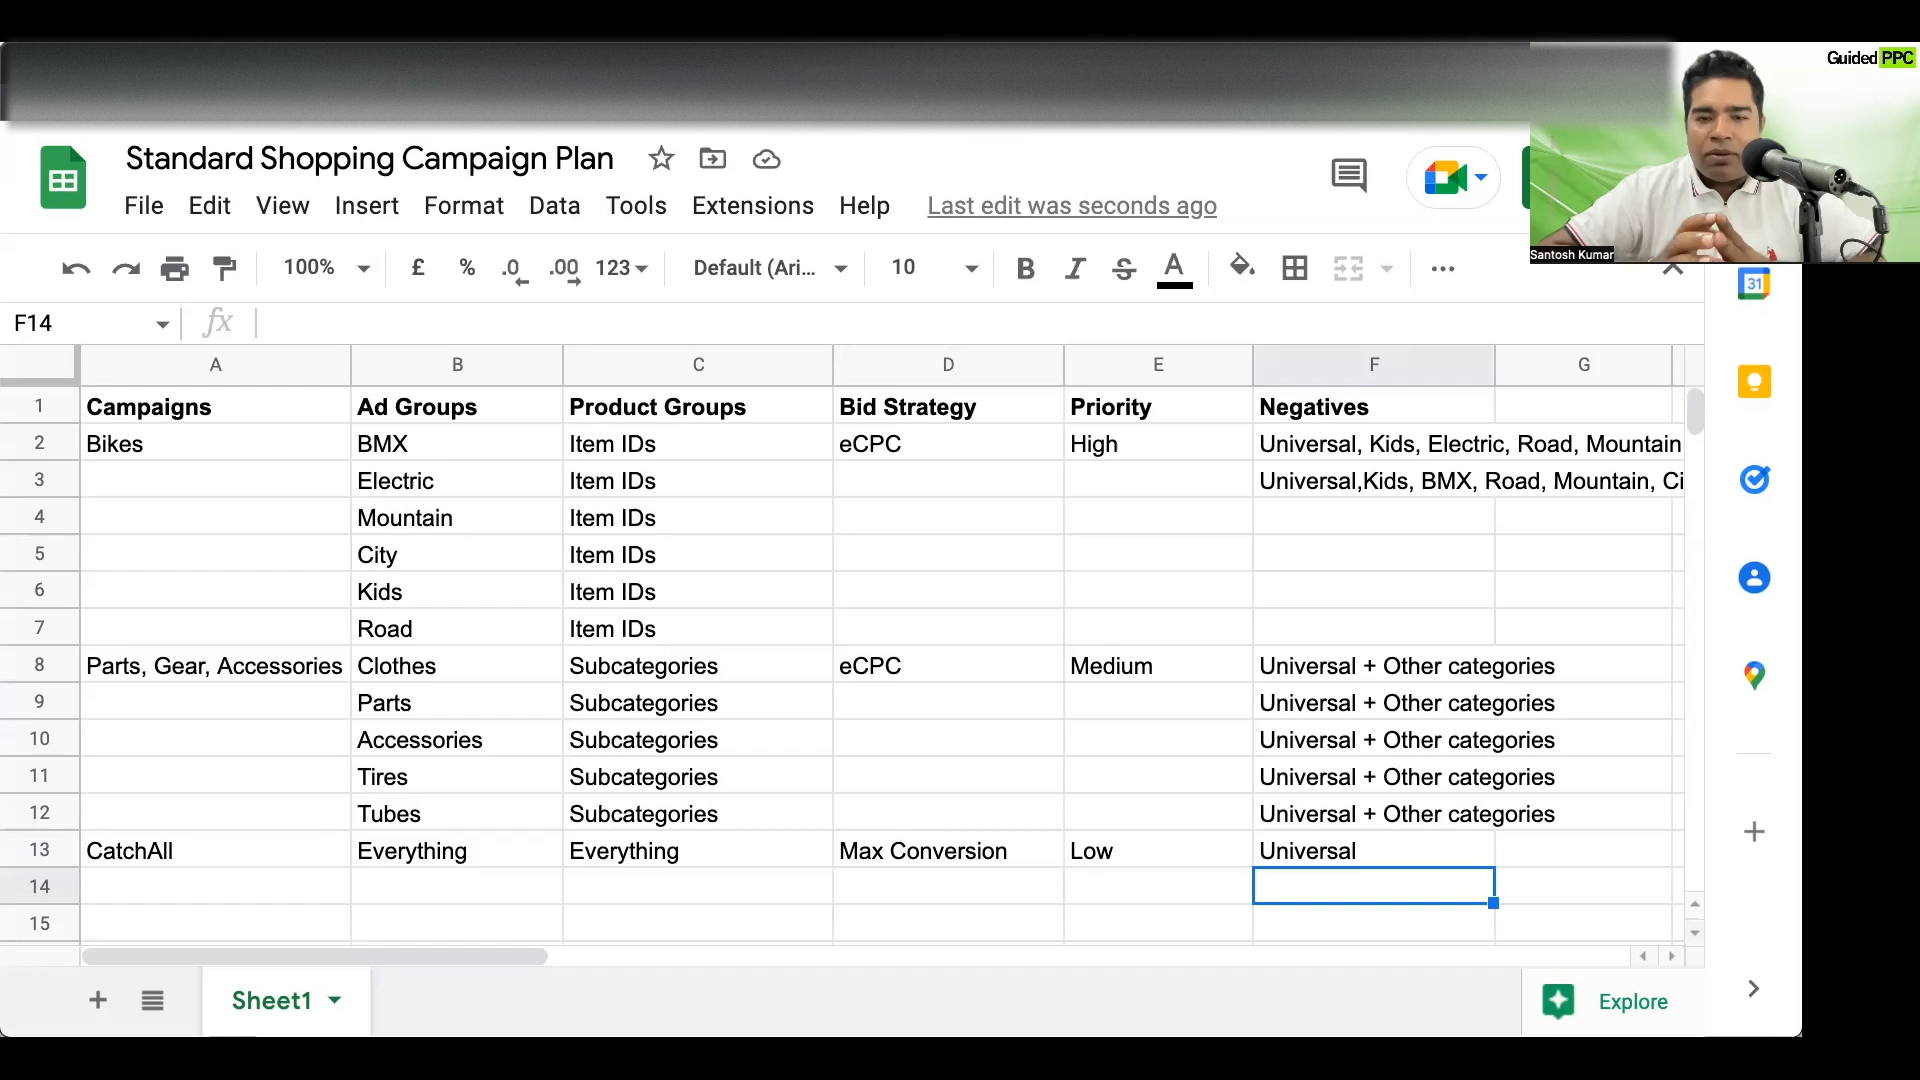 Guided PPC
Standard Shopping Campaign Plan
File Edit View Insert Format Data Tools Extensions Help Last edit was seconds ago
Santosh Kumar
100% £ % .0 .00 123 Default (Ari... 10 B I S A
31
F14 fx
A B C D E F G
1 Campaigns Ad Groups Product Groups Bid Strategy Priority Negatives
2 Bikes BMX Item IDs eCPC High Universal, Kids, Electric, Road, Mountain
3 Electric Item IDs Universal,Kids, BMX, Road, Mountain, Ci
4 Mountain Item IDs
5 City Item IDs
6 Kids Item IDs
7 Road Item IDs
8 Parts, Gear, Accessories Clothes Subcategories eCPC Medium Universal + Other categories
9 Parts Subcategories Universal + Other categories
10 Accessories Subcategories Universal + Other categories
11 Tires Subcategories Universal + Other categories
12 Tubes Subcategories Universal + Other categories
13 CatchAll Everything Everything Max Conversion Low Universal
14
15
Sheet1 Explore